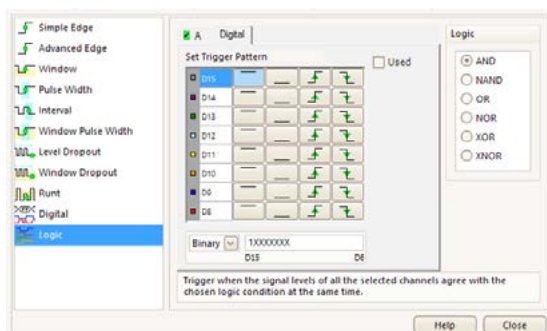 Simple Edge
Advanced Edge
Window
Pulse Width
Interval
Window Pulse Width
Level Dropout
Window Dropout
Runt
Digital
Logic
A
Digital
Set Trigger Pattern
Used
D15
D14
D13
D12
D11
D10
D9
D8
Binary
1XXXXXXX
D15
D8
Logic
AND
NAND
OR
NOR
XOR
XNOR
Trigger when the signal levels of all the selected channels agree with the
chosen logic condition at the same time.
Help
Close